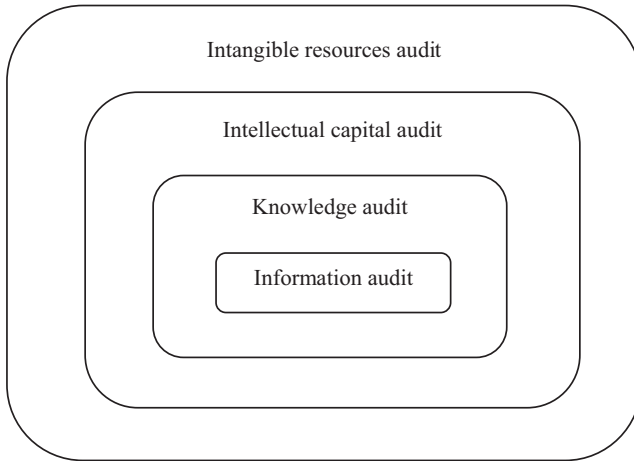 Intangible resources audit
Intellectual capital audit
Knowledge audit
Information audit